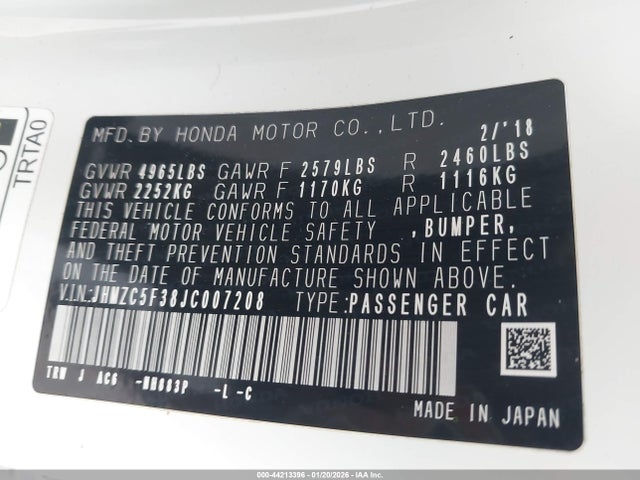 TRTA0
MFD. BY HONDA MOTOR CO., LTD. 2/'18
GVWR 4965LBS GAWR F 2579LBS R 2460LBS
GVWR 2252KG GAWR F 1170KG R 1116KG
THIS VEHICLE CONFORMS TO ALL APPLICABLE
FEDERAL MOTOR VEHICLE SAFETY , BUMPER,
AND THEFT PREVENTION STANDARDS IN EFFECT
ON THE DATE OF MANUFACTURE SHOWN ABOVE.
V.I.N.:JHMZC5F38JC007208 TYPE:PASSENGER CAR
TRW J AC6 -NH883P -L -C
MADE IN JAPAN
000-44213396 - 01/20/2026 - IAA Inc.